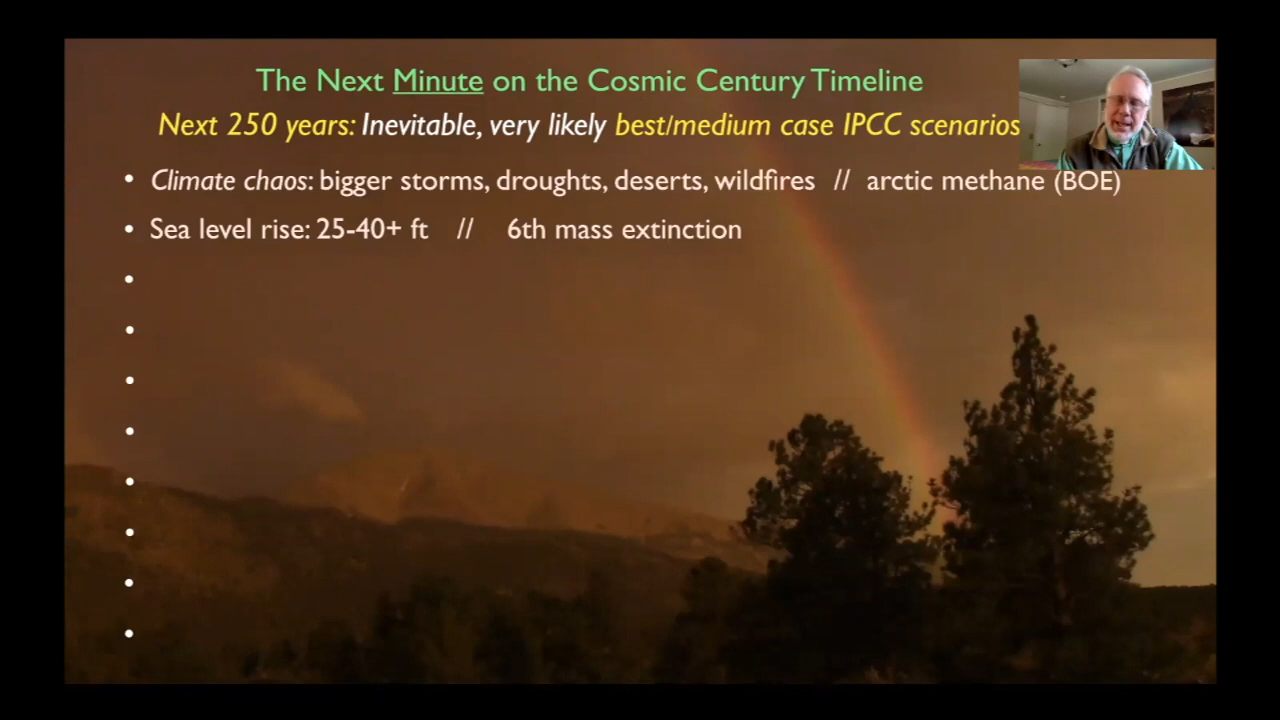 The Next Minute on the Cosmic Century Timeline
Next 250 years: Inevitable, very likely best/medium case IPCC scenarios
• Climate chaos: bigger storms, droughts, deserts, wildfires // arctic methane (BOE)
• Sea level rise: 25-40+ ft // 6th mass extinction
•
•
•
•
•
•
•
•